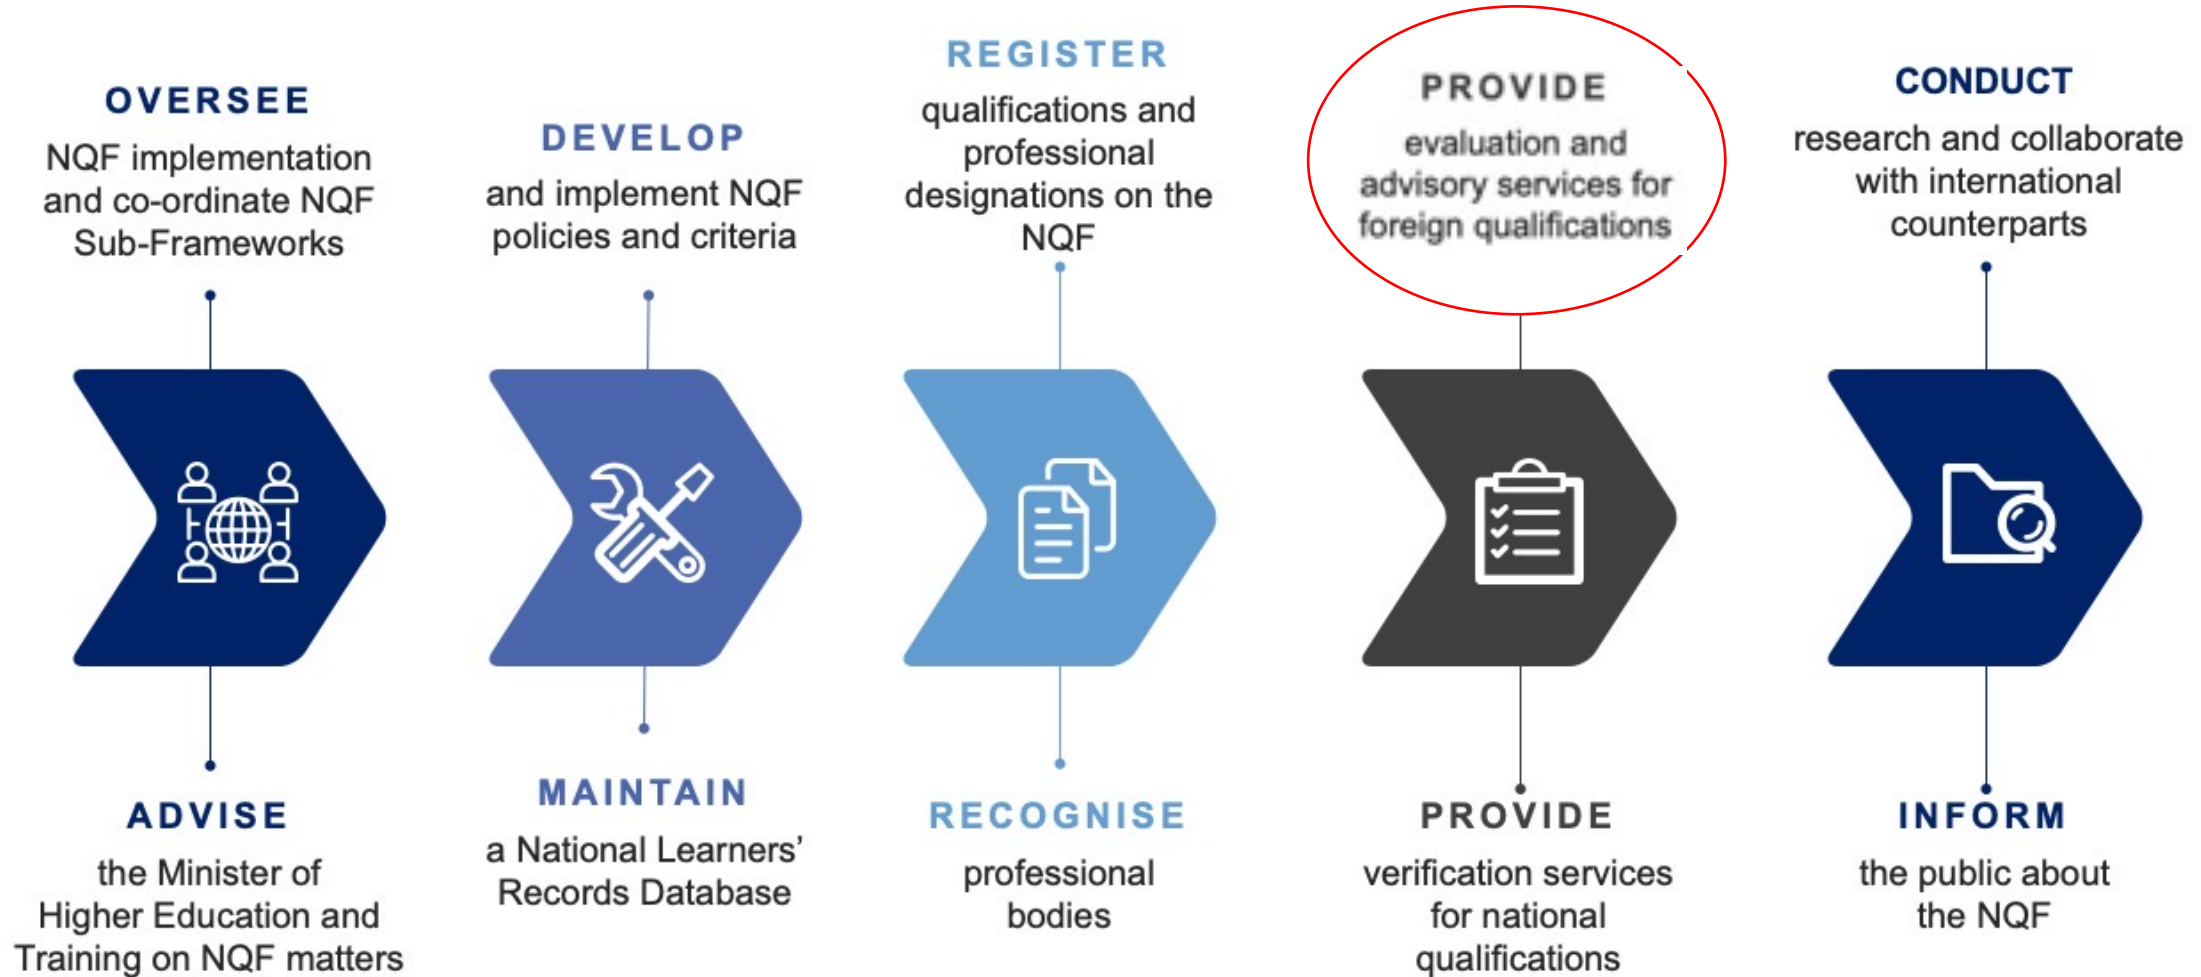 OVERSEE
NQF implementation
and co-ordinate NQF
Sub-Frameworks
DEVELOP
and implement NQF
policies and criteria
REGISTER
qualifications and
professional
designations on the
NQF
PROVIDE
evaluation and
advisory services for
foreign qualifications
CONDUCT
research and collaborate
with international
counterparts
ADVISE
the Minister of
Higher Education and
Training on NQF matters
MAINTAIN
a National Learners’
Records Database
RECOGNISE
professional
bodies
PROVIDE
verification services
for national
qualifications
INFORM
the public about
the NQF